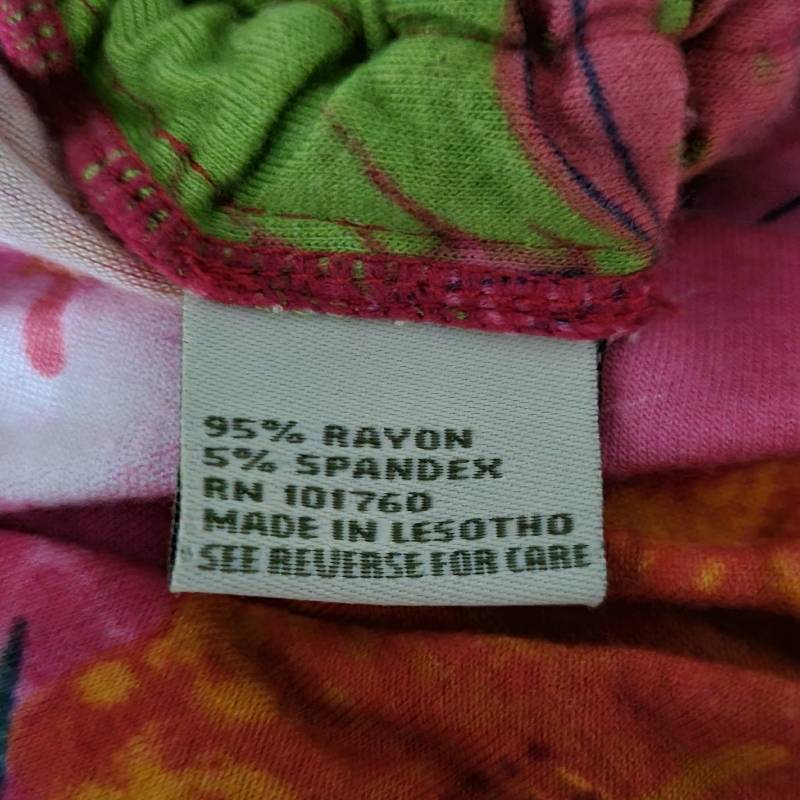 95% RAYON
5% SPANDEX
RN 101760
MADE IN LESOTHO
SEE REVERSE FOR CARE